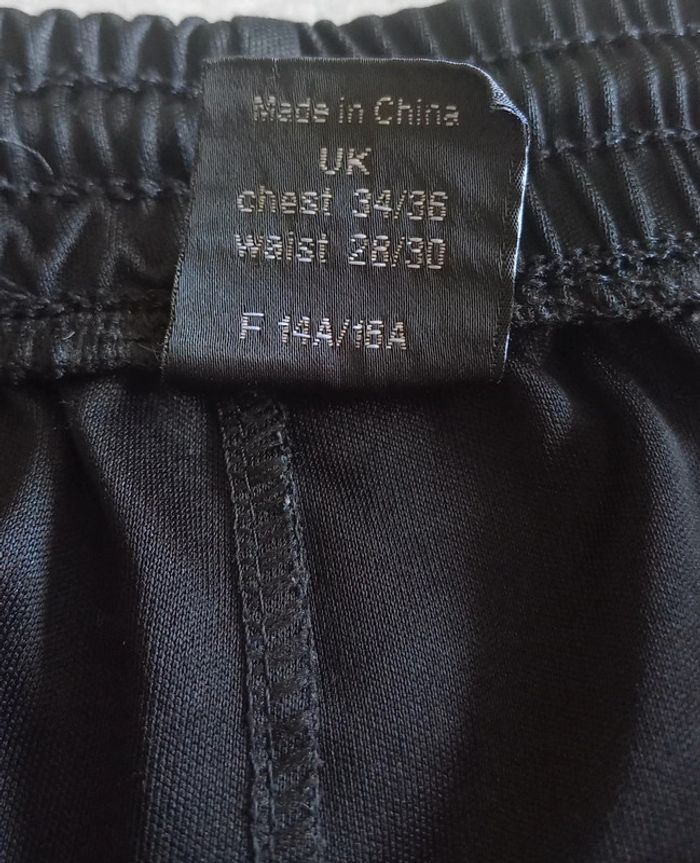 Made in China
UK
chest 34/36
waist 28/30
F 14A/16A